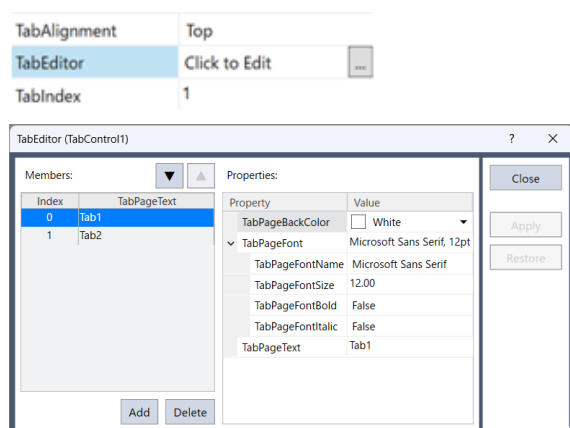 TabAlignment Top
TabEditor Click to Edit ...
TabIndex 1
TabEditor (TabControl1) ? X
Members: ▼ ▲ Properties:
Close
Index TabPageText
Property Value
0 Tab1
TabPageBackColor White
Apply
1 Tab2
TabPageFont Microsoft Sans Serif, 12pt
TabPageFontName Microsoft Sans Serif
Restore
TabPageFontSize 12.00
TabPageFontBold False
TabPageFontItalic False
TabPageText Tab1
Add Delete